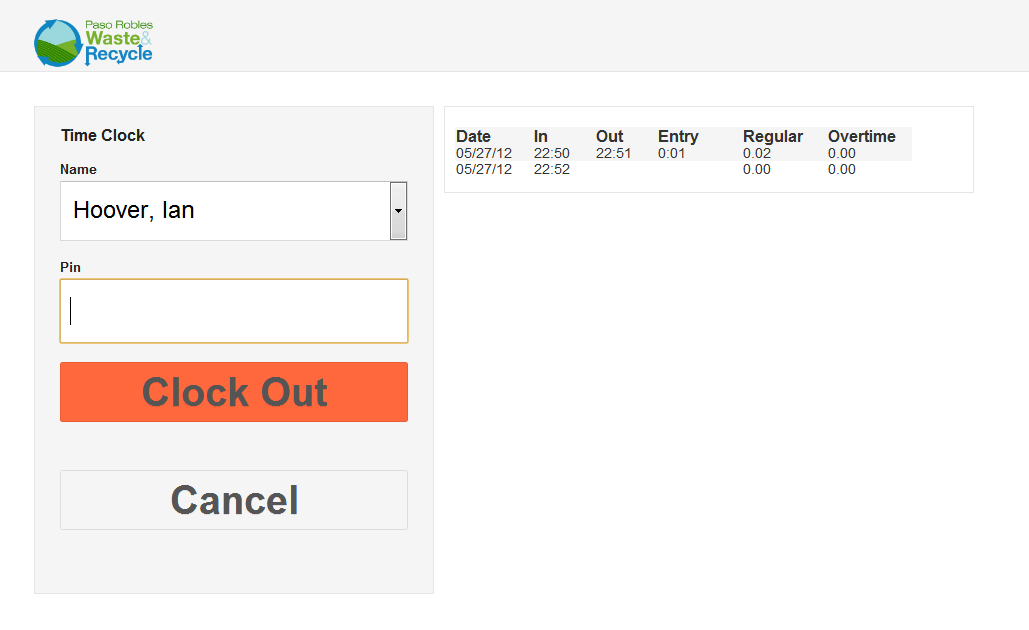 Paso Robles
Waste&
Recycle
Time Clock
Name
Hoover, Ian
Pin
Clock Out
Cancel
Date In Out Entry Regular Overtime
05/27/12 22:50 22:51 0:01 0.02 0.00
05/27/12 22:52 0.00 0.00